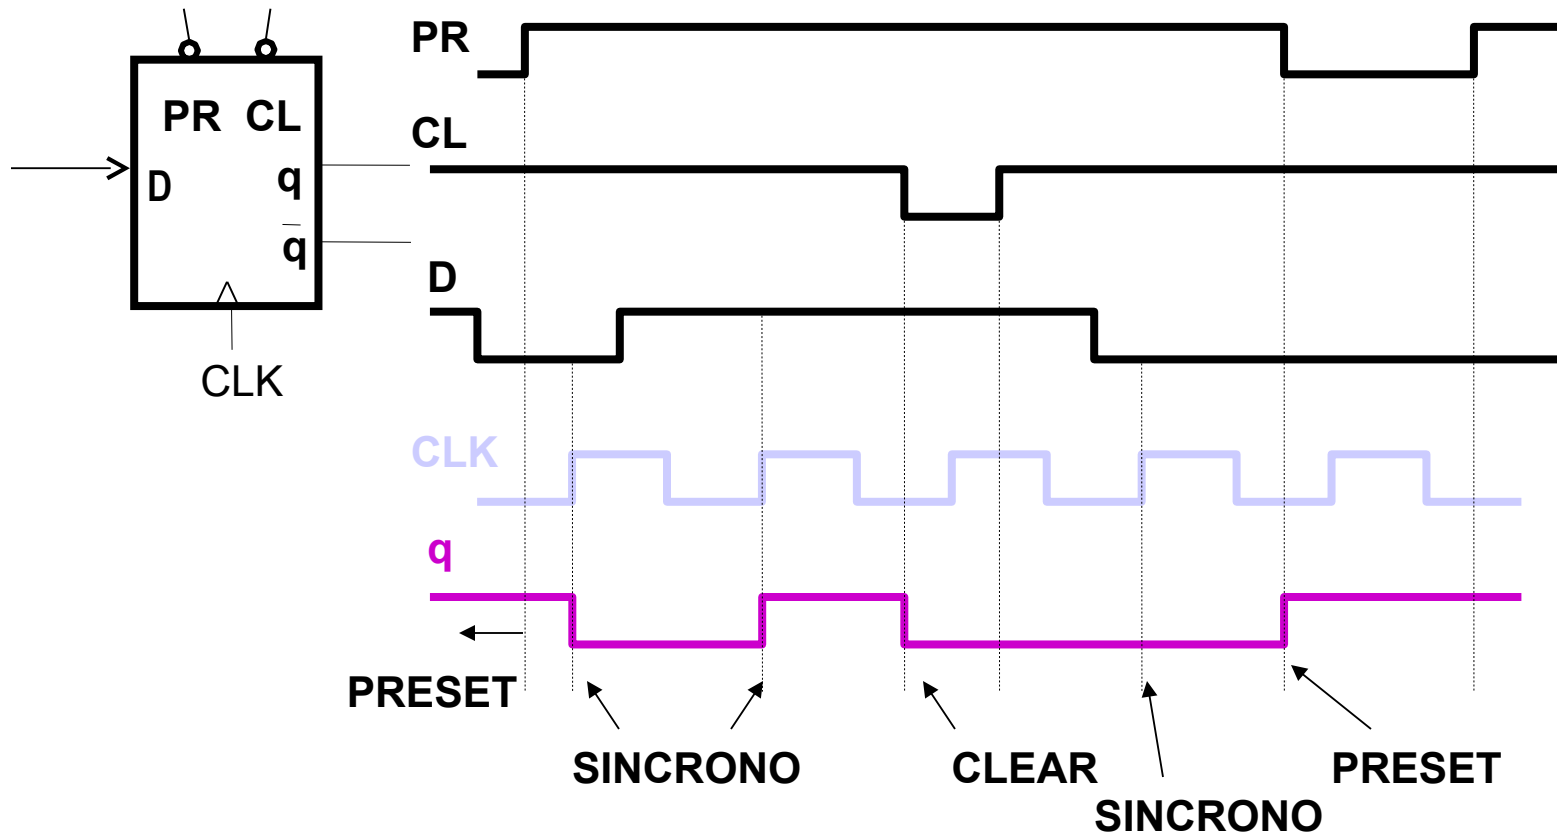 PR
PR CL
CL
D
q
q̅
D
CLK
CLK
q
PRESET
SINCRONO
CLEAR
PRESET
SINCRONO